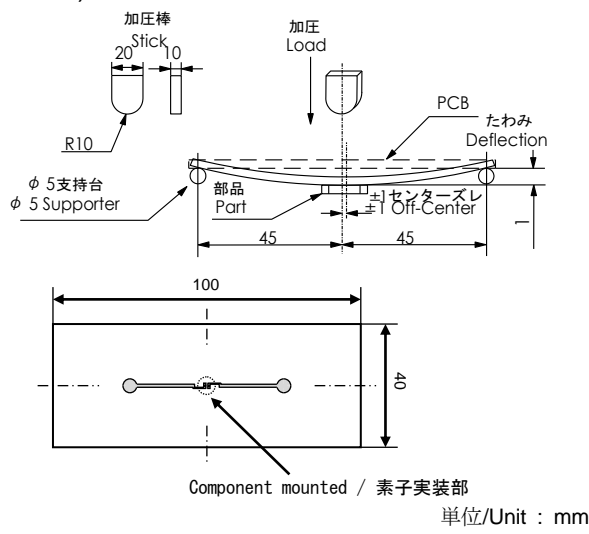 加圧棒
Stick
20
10
R10
加圧
Load
PCB
たわみ
Deflection
φ 5支持台
φ 5 Supporter
部品
Part
±1センターズレ
±1 Off-Center
1
45
45
100
40
Component mounted / 素子実装部
単位/Unit : mm